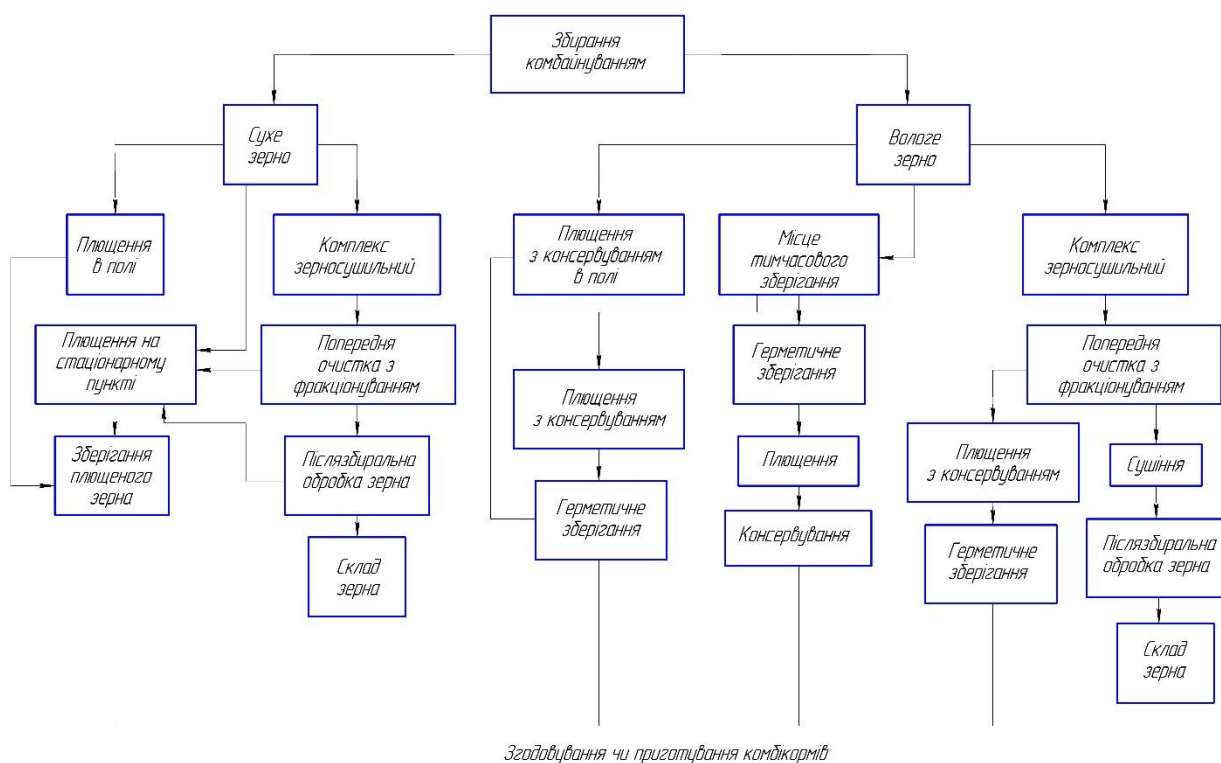 Збирання
комбайнуванням
Сухе
зерно
Вологе
зерно
Плющення
в полі
Комплекс
зерносушильний
Плющення
з консервуванням
в полі
Місце
тимчасового
зберігання
Комплекс
зерносушильний
Плющення на
стаціонарному
пункті
Попередня
очистка з
фракціонуванням
Плющення
з консервуванням
Герметичне
зберігання
Попередня
очистка з
фракціонуванням
Зберігання
плющеного
зерна
Післязбиральна
обробка зерна
Плющення
Плющення
з консервуванням
Сушіння
Герметичне
зберігання
Консервування
Герметичне
зберігання
Післязбиральна
обробка зерна
Склад
зерна
Склад
зерна
Згодовування чи приготування комбікормів